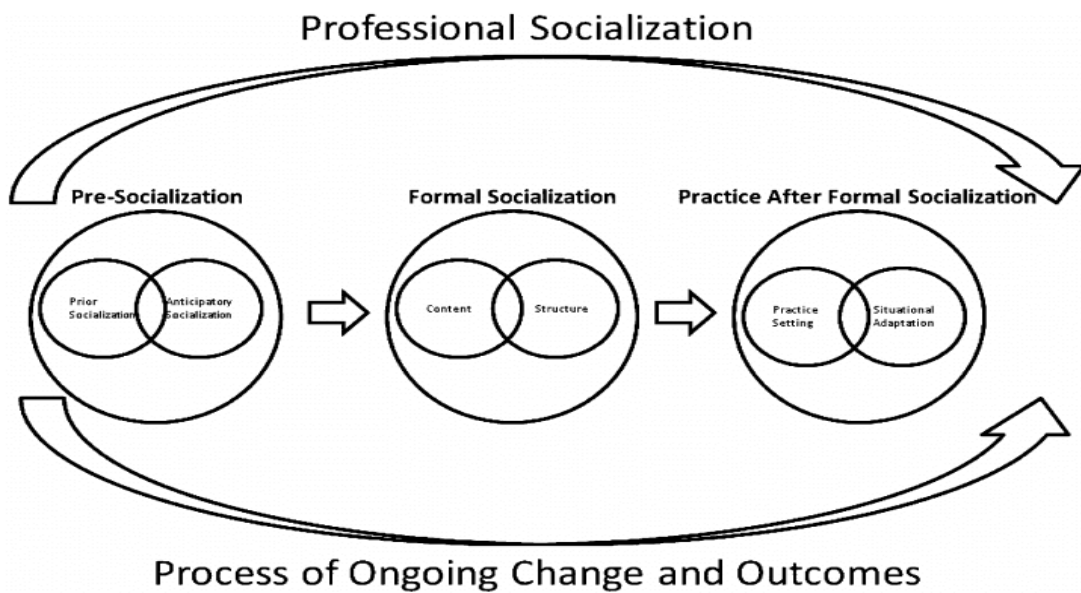 Professional Socialization
Pre-Socialization
Formal Socialization
Practice After Formal Socialization
Prior
Socialization
Anticipatory
Socialization
Content
Structure
Practice
Setting
Situational
Adaptation
Process of Ongoing Change and Outcomes